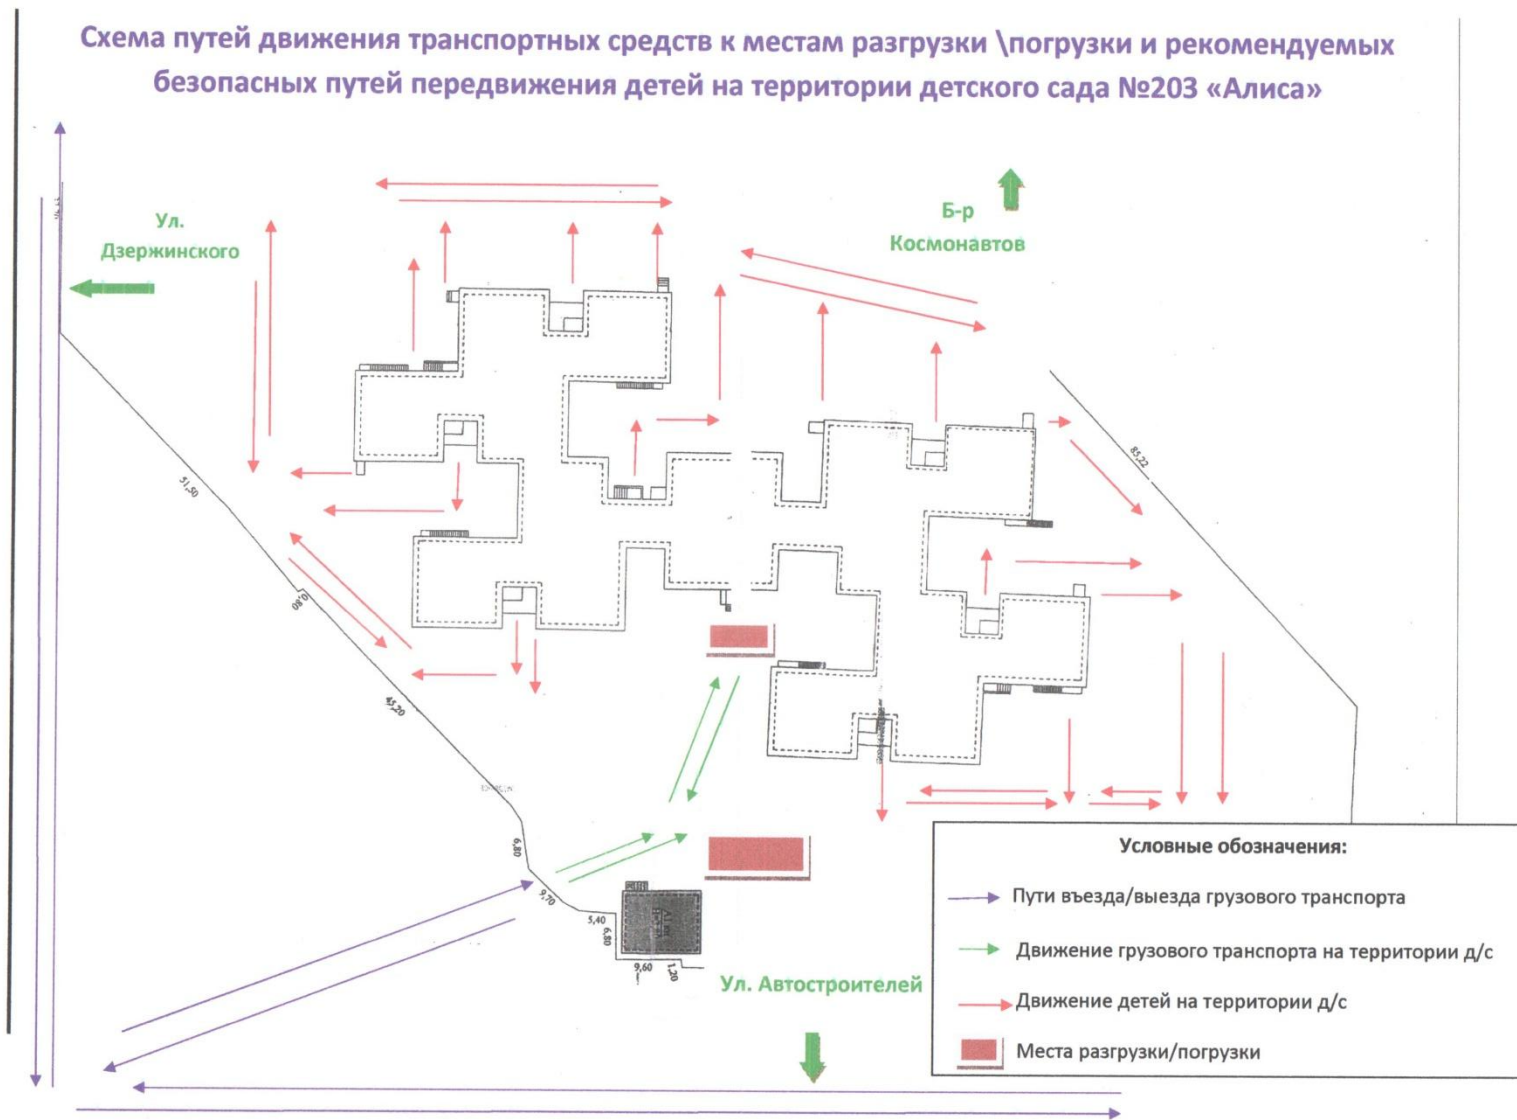 Схема путей движения транспортных средств к местам разгрузки \погрузки и рекомендуемых
безопасных путей передвижения детей на территории детского сада №203 «Алиса»
Ул.
Дзержинского
Б-р
Космонавтов
85,22
51,50
0,80
45,20
6,80
9,70
5,40
6,80
9,60
1,20
Ул. Автостроителей
Условные обозначения:
Пути въезда/выезда грузового транспорта
Движение грузового транспорта на территории д/с
Движение детей на территории д/с
Места разгрузки/погрузки